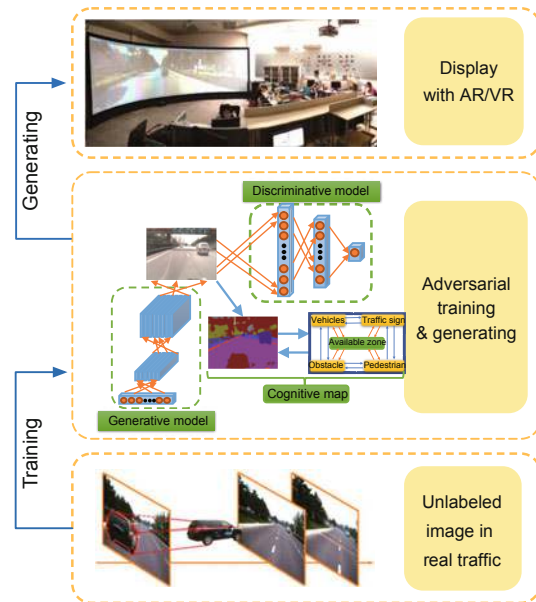 Display
with AR/VR
Generating
Discriminative model
Adversarial
training
& generating
Vehicles
Traffic sign
Available zone
Obstacle
Pedestrian
Cognitive map
Generative model
Training
Unlabeled
image in
real traffic